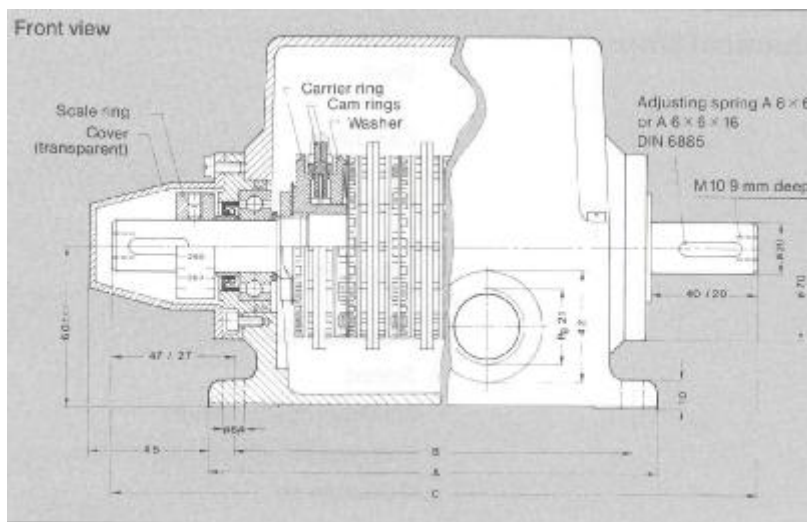 Front view
Carrier ring
Cam rings
Washer
Scale ring
Cover
(transparent)
Adjusting spring A 6 × 6
or A 6 × 6 × 16
DIN 6885
M10 9 mm deep
40 / 20
42
47 / 27
10
45
B
A
C